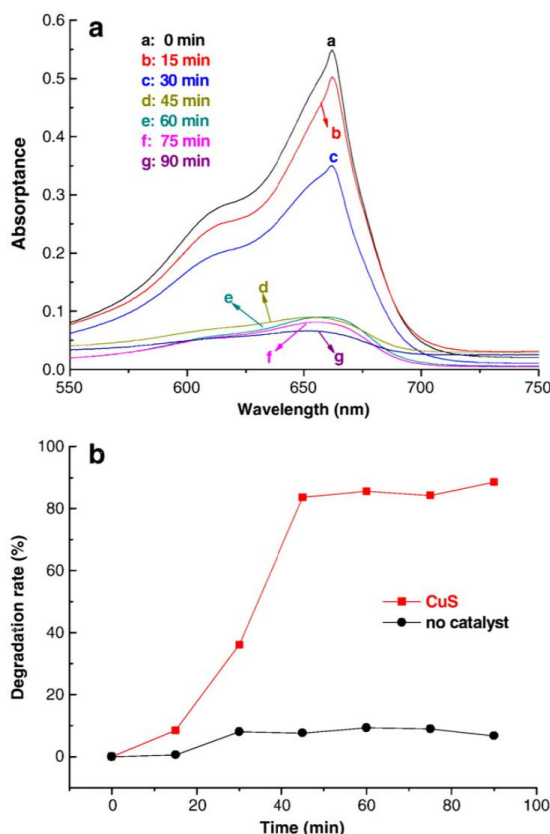 a
a: 0 min
b: 15 min
c: 30 min
d: 45 min
e: 60 min
f: 75 min
g: 90 min
a
b
c
d
e
f
g
0.6
0.5
0.4
0.3
0.2
0.1
0.0
Absorptance
550 600 650 700 750
Wavelength (nm)
b
100
80
60
40
20
0
Degradation rate (%)
CuS
no catalyst
0 20 40 60 80 100
Time (min)